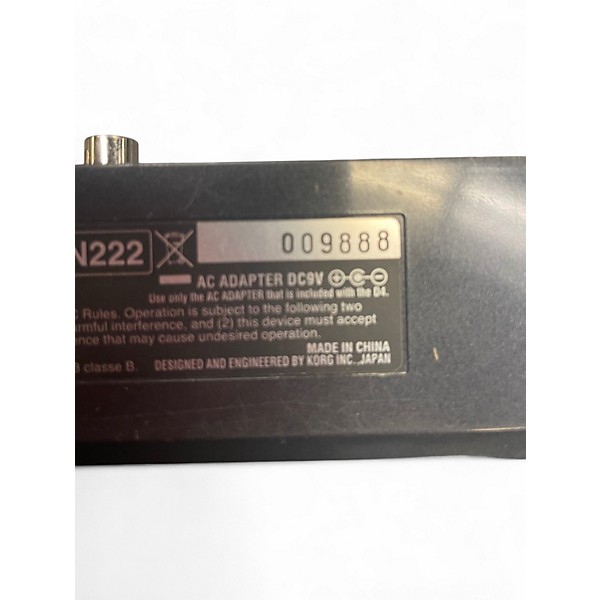 N222
009888
AC ADAPTER DC9V
Use only the AC ADAPTER that is included with the D4.
C Rules. Operation is subject to the following two
armful interference, and (2) this device must accept
ence that may cause undesired operation.
MADE IN CHINA
3 classe B.
DESIGNED AND ENGINEERED BY KORG INC., JAPAN